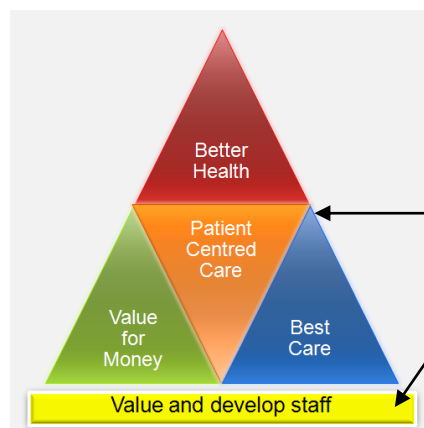 Better
Health
Patient
Centred
Care
Value
for
Money
Best
Care
Value and develop staff